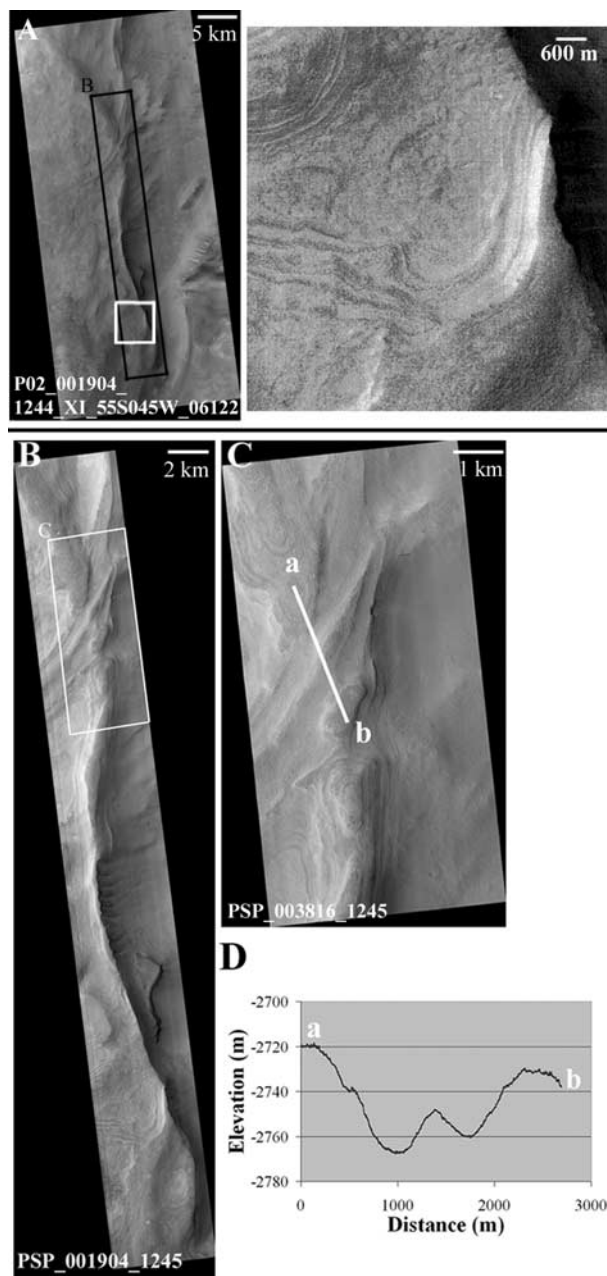 A
5 km
B
P02_001904_
1244_XI_55S045W_06122
600 m
B
2 km
C
PSP_001904_1245
C
1 km
a
b
PSP_003816_1245
D
-2700
-2720
-2740
-2760
-2780
Elevation (m)
a
b
0
1000
2000
3000
Distance (m)